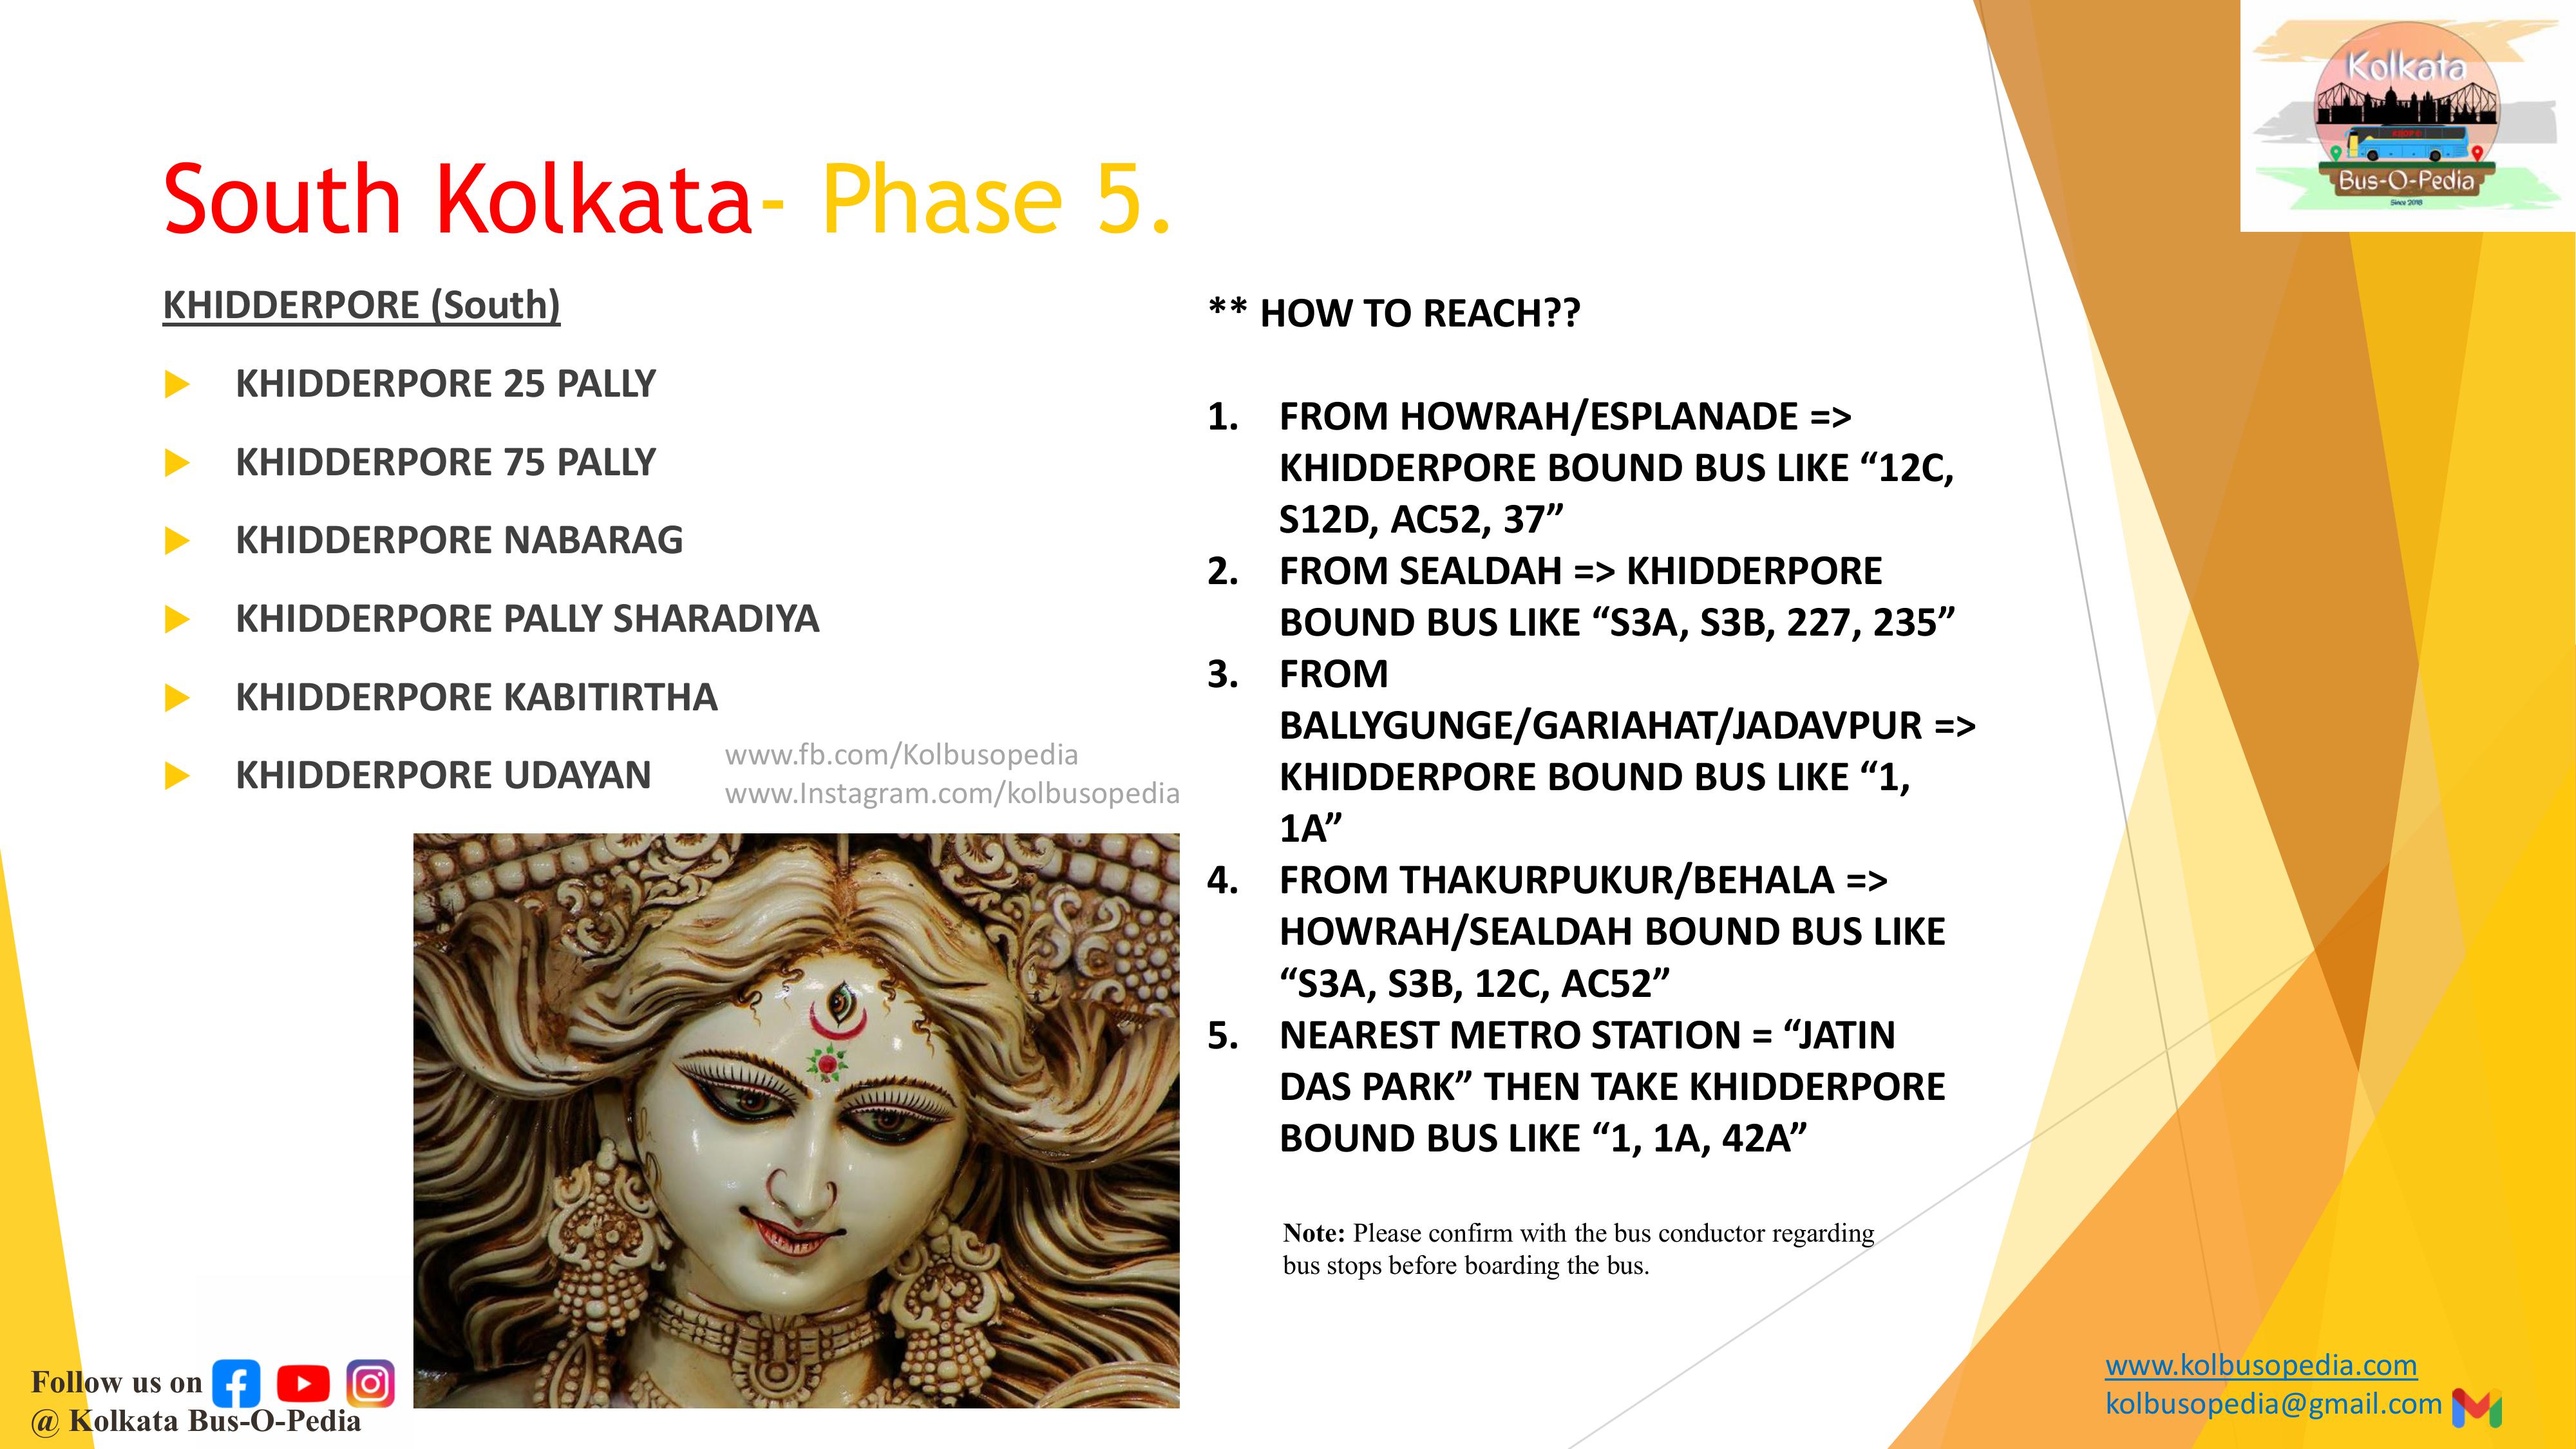 Kolkata
Bus-O-Pedia
Since 2018
South Kolkata- Phase 5.
KHIDDERPORE (South)
KHIDDERPORE 25 PALLY
KHIDDERPORE 75 PALLY
KHIDDERPORE NABARAG
KHIDDERPORE PALLY SHARADIYA
KHIDDERPORE KABITIRTHA
KHIDDERPORE UDAYAN
www.fb.com/Kolbusopedia
www.Instagram.com/kolbusopedia
** HOW TO REACH??
1. FROM HOWRAH/ESPLANADE =>
KHIDDERPORE BOUND BUS LIKE “12C,
S12D, AC52, 37”
2. FROM SEALDAH => KHIDDERPORE
BOUND BUS LIKE “S3A, S3B, 227, 235”
3. FROM
BALLYGUNGE/GARIAHAT/JADAVPUR =>
KHIDDERPORE BOUND BUS LIKE “1,
1A”
4. FROM THAKURPUKUR/BEHALA =>
HOWRAH/SEALDAH BOUND BUS LIKE
“S3A, S3B, 12C, AC52”
5. NEAREST METRO STATION = “JATIN
DAS PARK” THEN TAKE KHIDDERPORE
BOUND BUS LIKE “1, 1A, 42A”
Note: Please confirm with the bus conductor regarding
bus stops before boarding the bus.
Follow us on
@ Kolkata Bus-O-Pedia
www.kolbusopedia.com
kolbusopedia@gmail.com